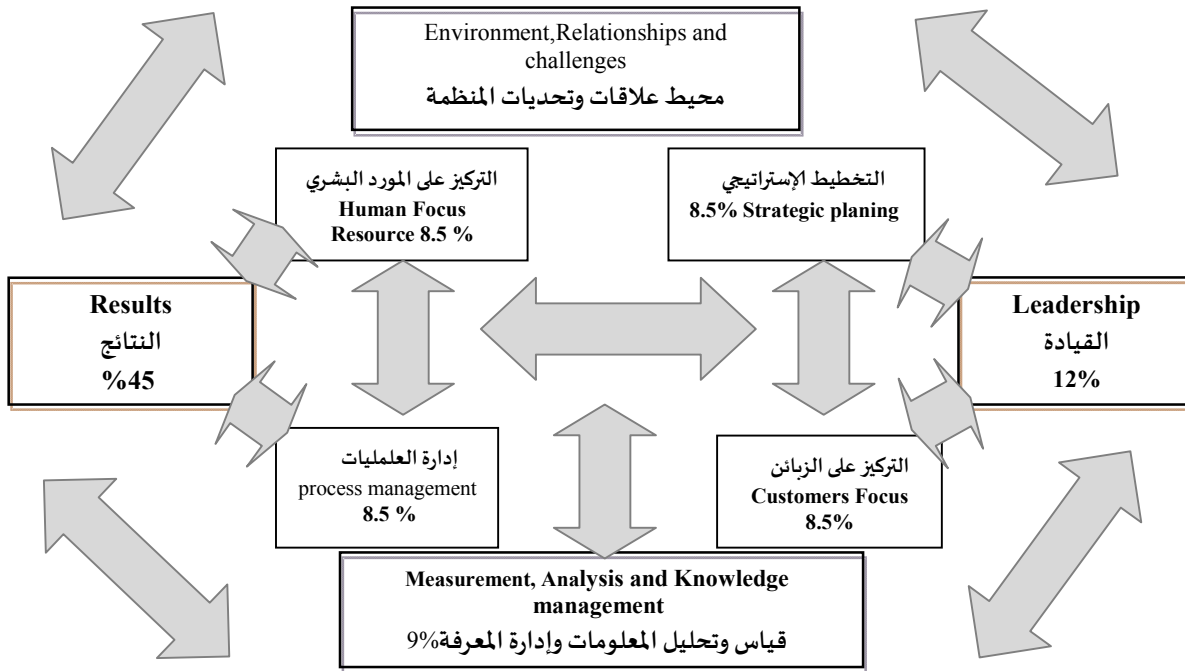 Environment,Relationships and
challenges
محيط علاقات وتحديات المنظمة
التركيز على المورد البشري
Human Focus
Resource 8.5 %
التخطيط الإستراتيجي
8.5% Strategic planing
Results
النتائج
%45
Leadership
القيادة
12%
إدارة العلمليات
process management
8.5 %
التركيز على الزبائن
Customers Focus
8.5%
Measurement, Analysis and Knowledge
management
قياس وتحليل المعلومات وإدارة المعرفة9%